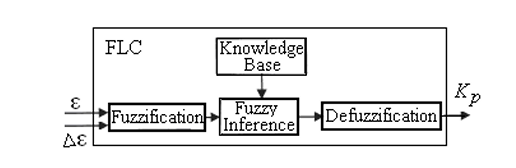 FLC
Knowledge
Base
ε
Δε
Fuzzification
Fuzzy
Inference
Defuzzification
Kp